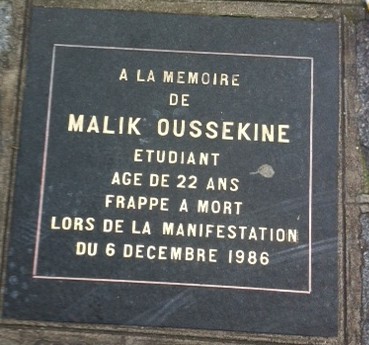 A LA MEMOIRE
DE
MALIK OUSSEKINE
ETUDIANT
AGE DE 22 ANS
FRAPPE A MORT
LORS DE LA MANIFESTATION
DU 6 DECEMBRE 1986